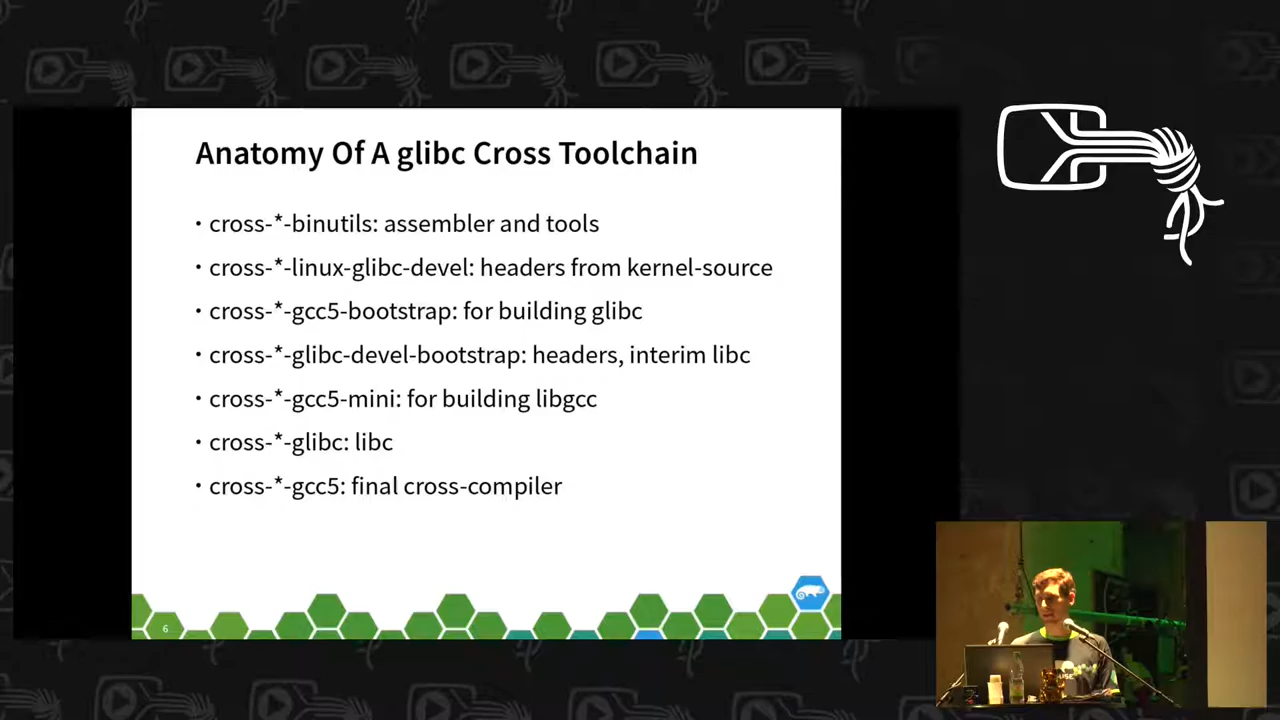 Anatomy Of A glibc Cross Toolchain
• cross-*-binutils: assembler and tools
• cross-*-linux-glibc-devel: headers from kernel-source
• cross-*-gcc5-bootstrap: for building glibc
• cross-*-glibc-devel-bootstrap: headers, interim libc
• cross-*-gcc5-mini: for building libgcc
• cross-*-glibc: libc
• cross-*-gcc5: final cross-compiler
6